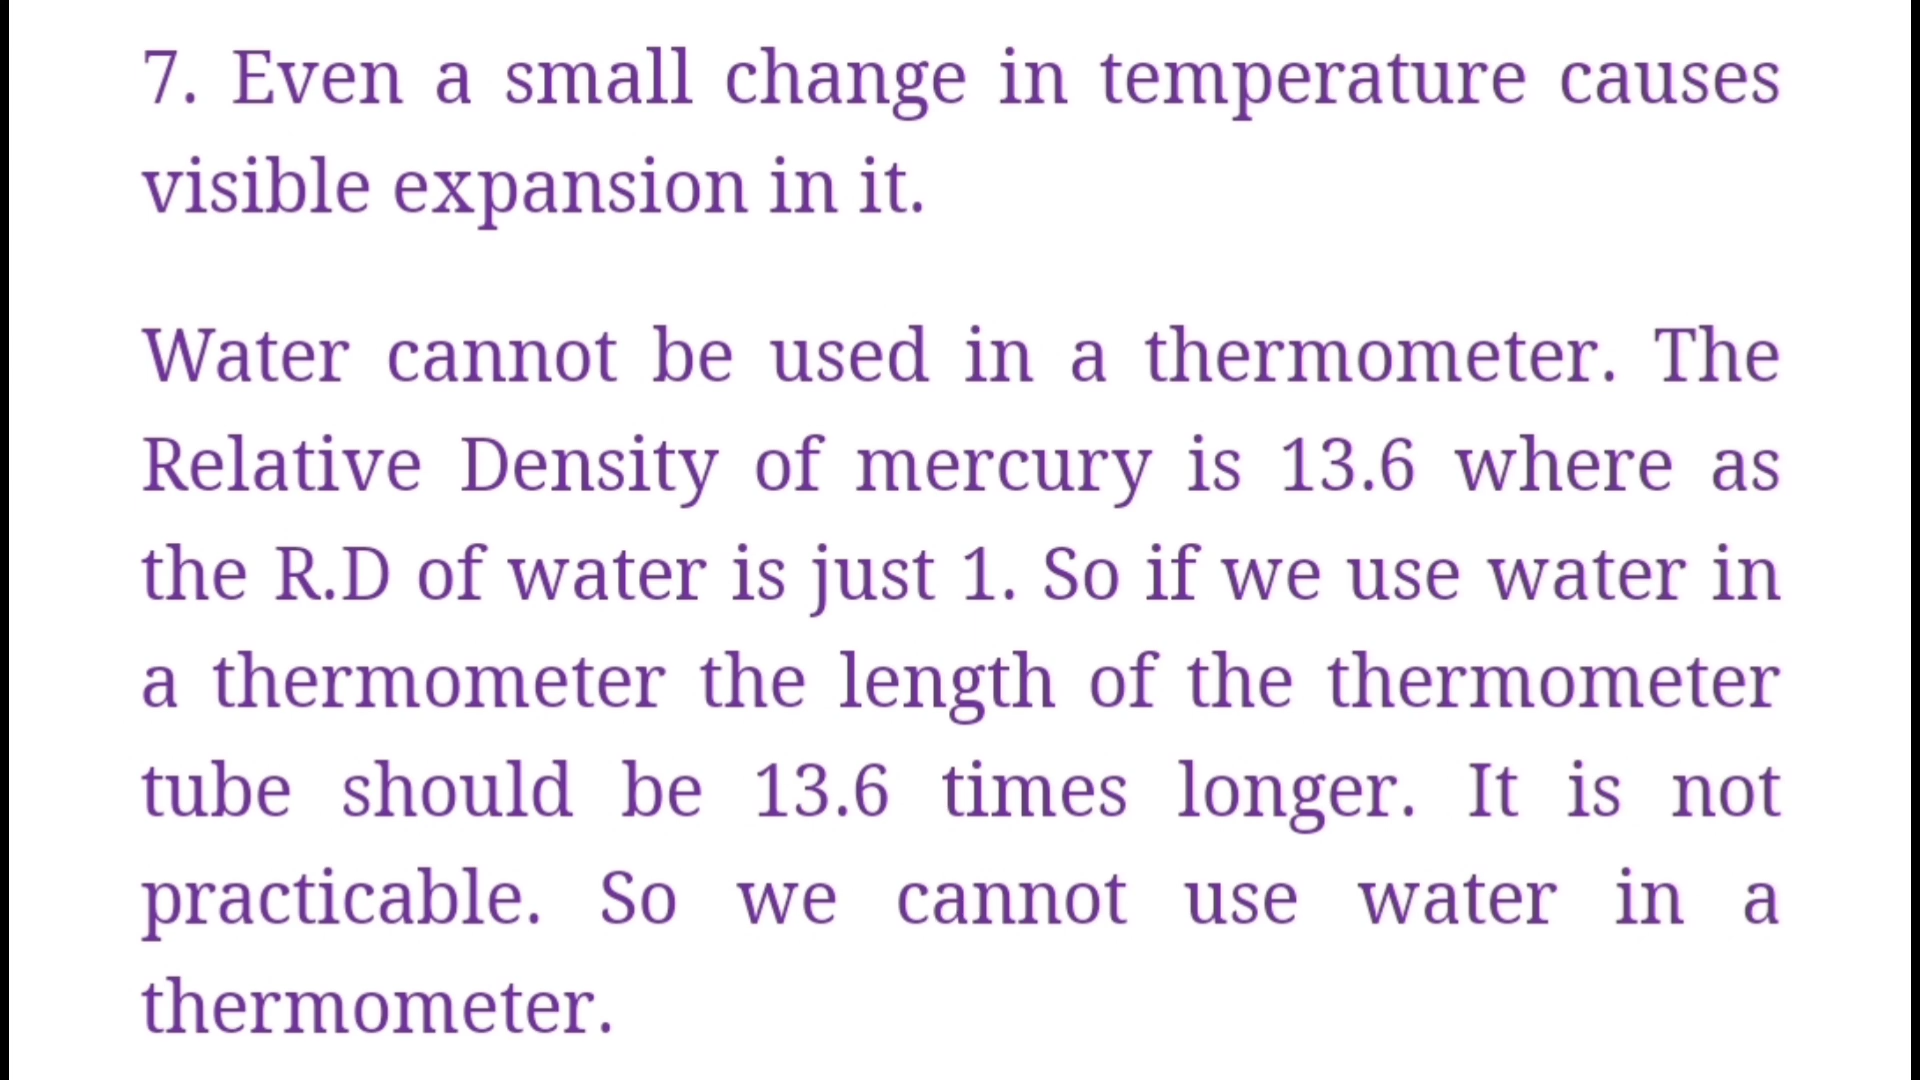 7. Even a small change in temperature causes
visible expansion in it.
Water cannot be used in a thermometer. The
Relative Density of mercury is 13.6 where as
the R.D of water is just 1. So if we use water in
a thermometer the length of the thermometer
tube should be 13.6 times longer. It is not
practicable. So we cannot use water in a
thermometer.